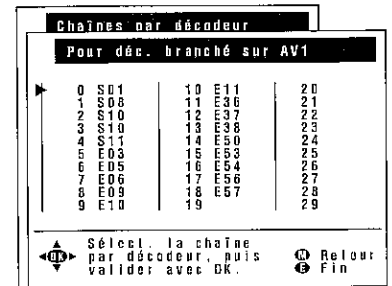 Chaînes par décodeur
Pour déc. branché sur AV1
0 S01 10 E11 20
1 S08 11 E36 21
2 S10 12 E37 22
3 S10 13 E38 23
4 S11 14 E50 24
5 E03 15 E53 25
6 E05 16 E54 26
7 E06 17 E56 27
8 E09 18 E57 28
9 E10 19 29
Sélect. la chaîne
OK par décodeur, puis M Retour
valider avec OK. E Fin